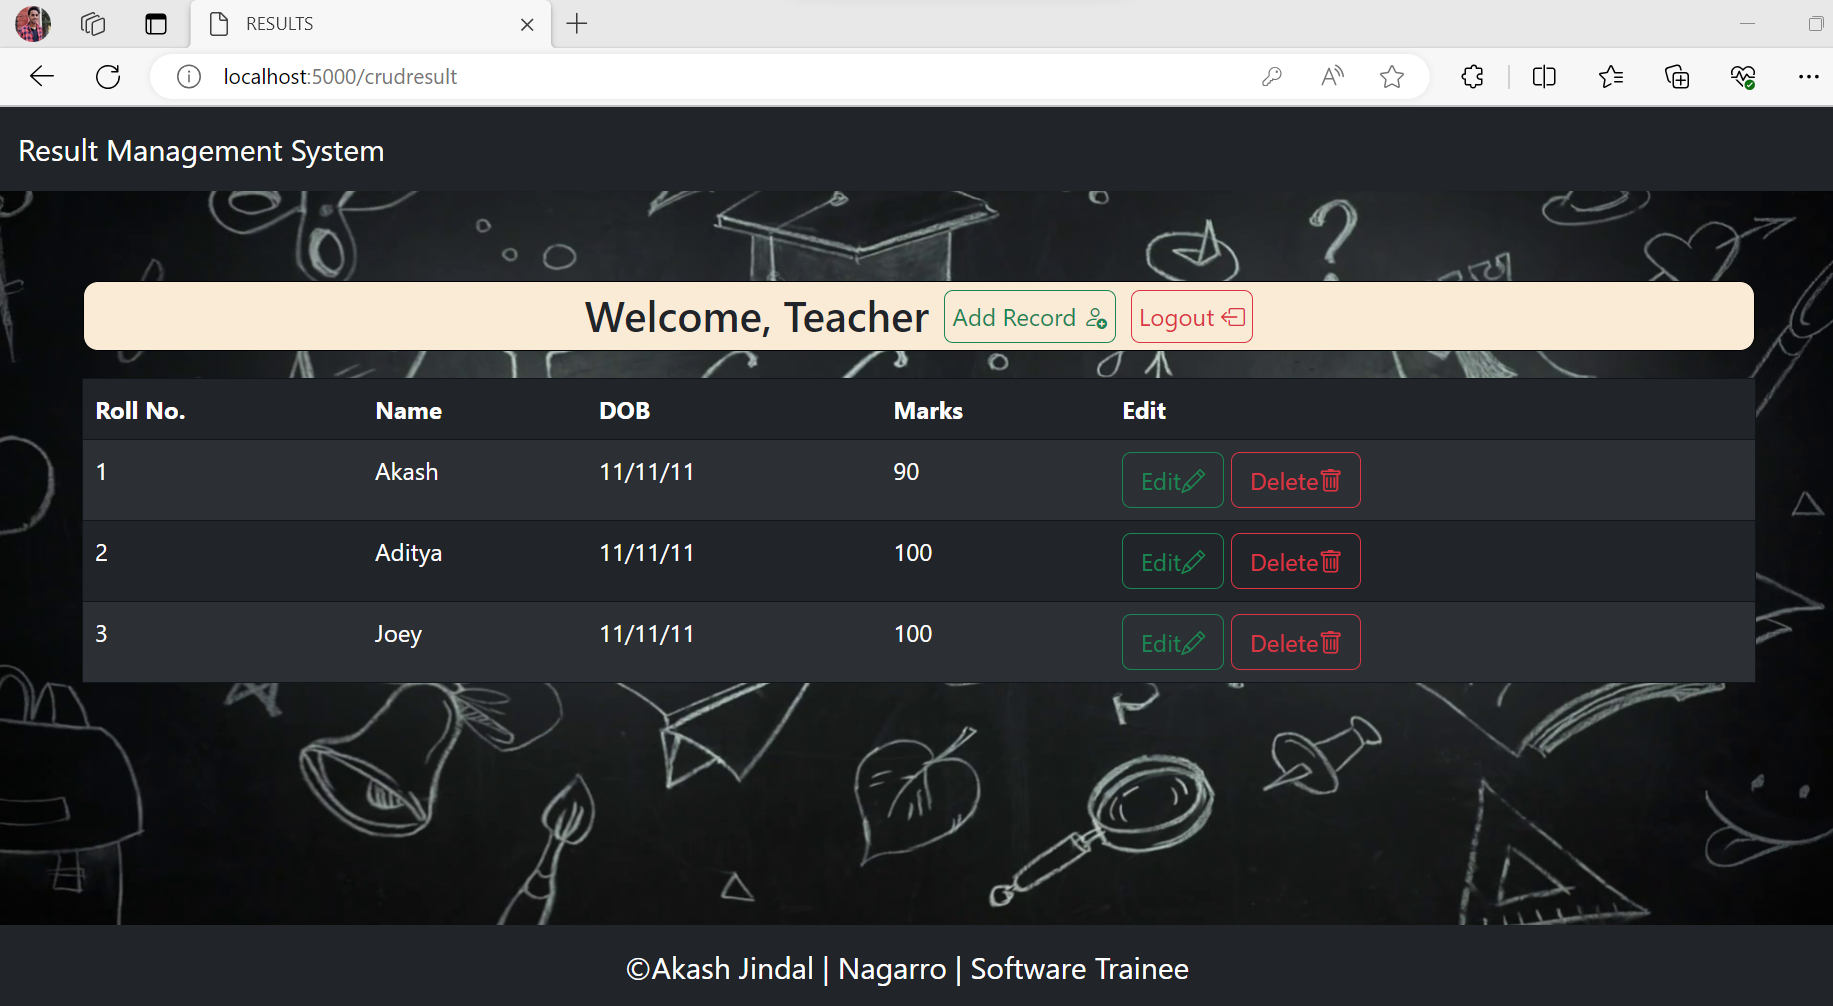 RESULTS
localhost:5000/crudresult
Result Management System
Welcome, Teacher Add Record Logout
Roll No. Name DOB Marks Edit
1 Akash 11/11/11 90 Edit Delete
2 Aditya 11/11/11 100 Edit Delete
3 Joey 11/11/11 100 Edit Delete
©Akash Jindal | Nagarro | Software Trainee